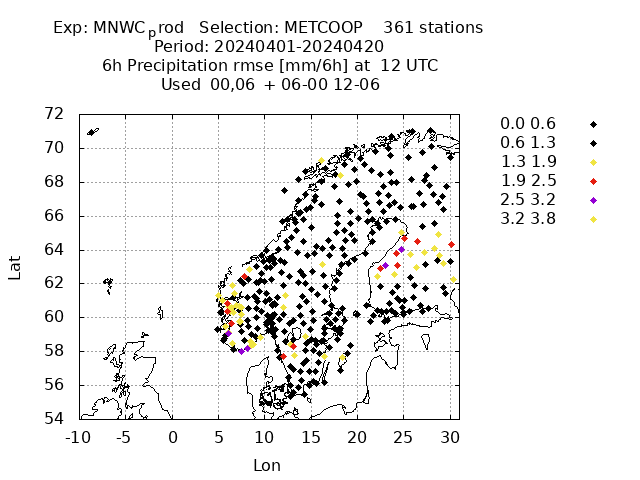 Exp: MNWCprod   Selection: METCOOP    361 stations
Period: 20240401-20240420
6h Precipitation rmse [mm/6h] at  12 UTC
Used  00,06  + 06-00 12-06
72
70
68
66
64
62
60
58
56
54
Lat
-10 -5 0 5 10 15 20 25 30
Lon
0.0 0.6
0.6 1.3
1.3 1.9
1.9 2.5
2.5 3.2
3.2 3.8